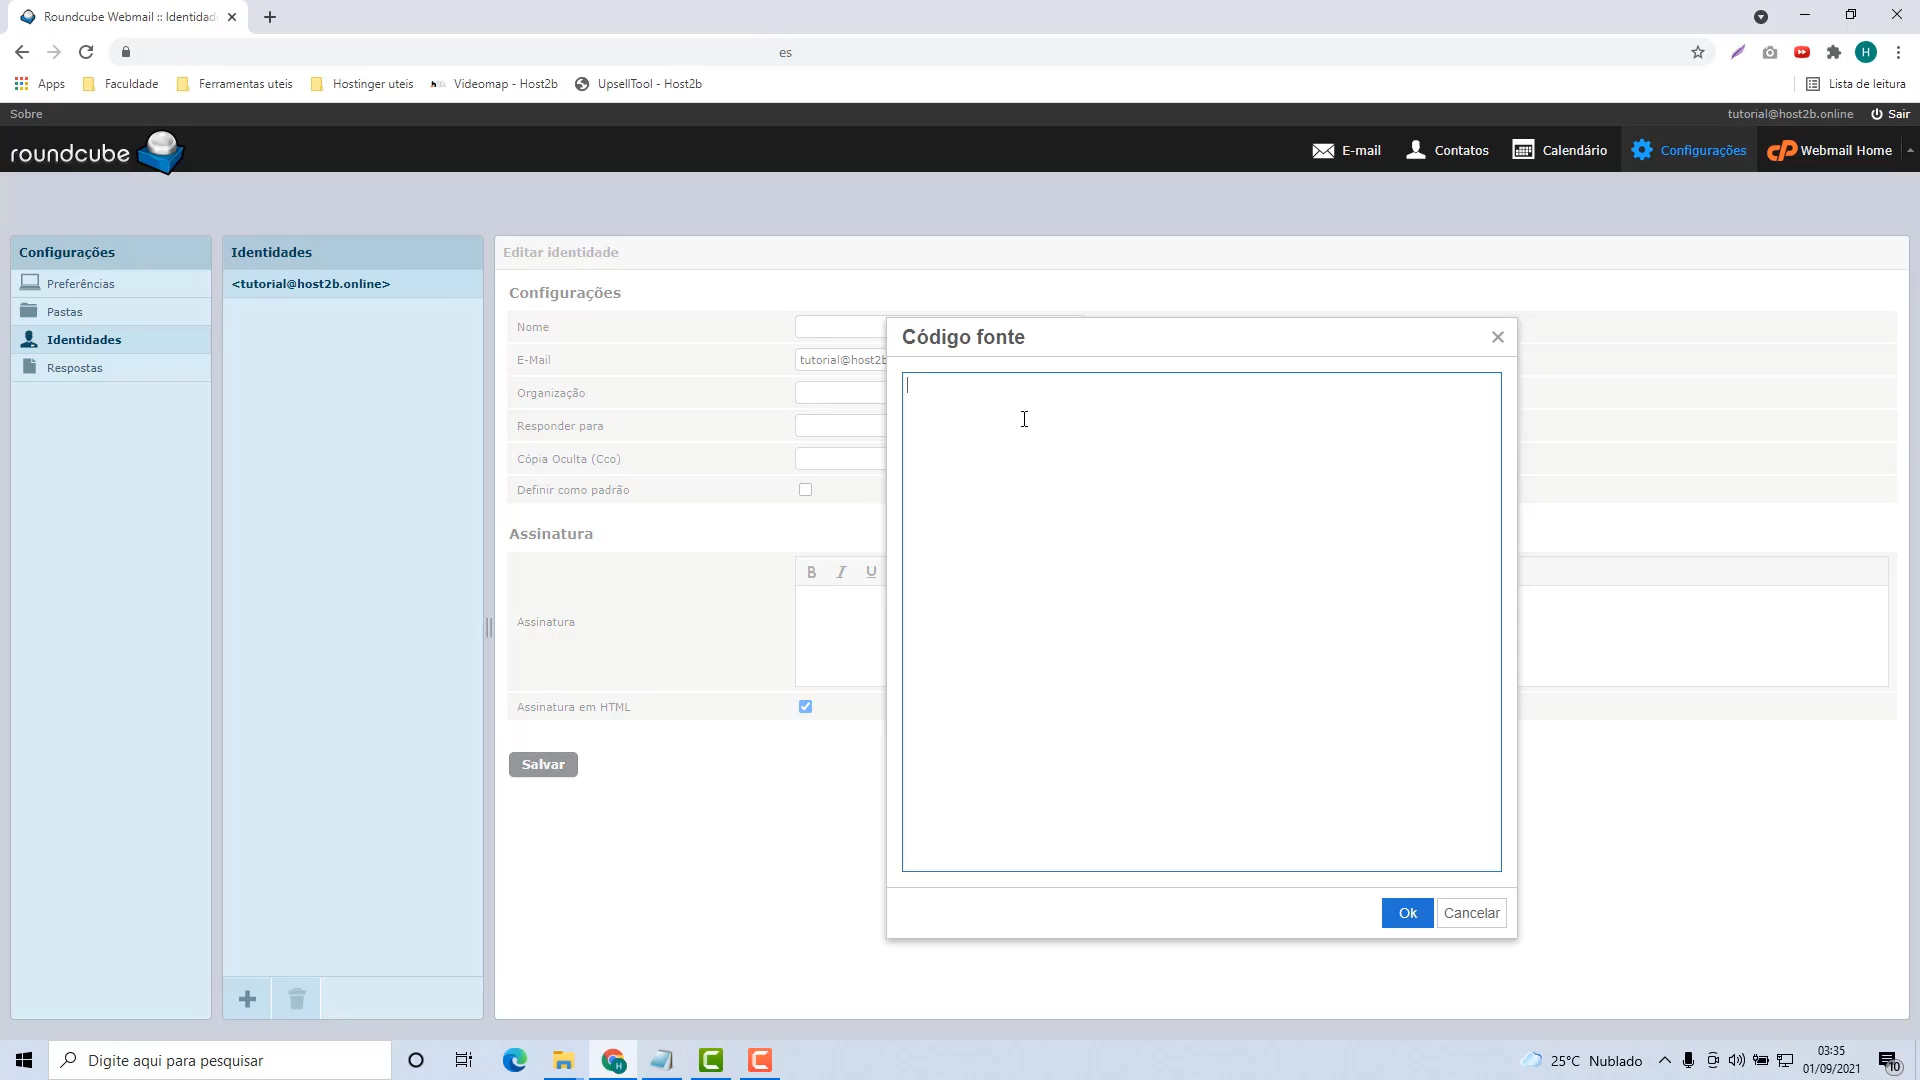 Roundcube Webmail :: Identidad
es
Apps
Faculdade
Ferramentas uteis
Hostinger uteis
Videomap - Host2b
UpsellTool - Host2b
Lista de leitura
H
Sobre
tutorial@host2b.online
Sair
roundcube
E-mail
Contatos
Calendário
Configurações
cP Webmail Home
Configurações
Preferências
Pastas
Identidades
Respostas
Identidades
<tutorial@host2b.online>
Editar identidade
Configurações
Nome
E-Mail
tutorial@host2b
Organização
Responder para
Cópia Oculta (Cco)
Definir como padrão
Assinatura
B I U
Assinatura
Assinatura em HTML
Salvar
Código fonte
Ok
Cancelar
Digite aqui para pesquisar
25°C Nublado
03:35
01/09/2021
10